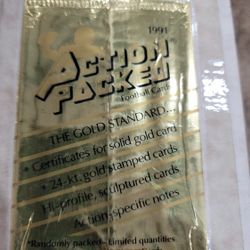 1991
ACTION
PACKED®
Football Cards
THE GOLD STANDARD...
* Certificates for solid gold card
* 24-kt. gold stamped cards
Hi-profile, sculptured cards
Action specific notes
*Randomly packed--Limited quantities